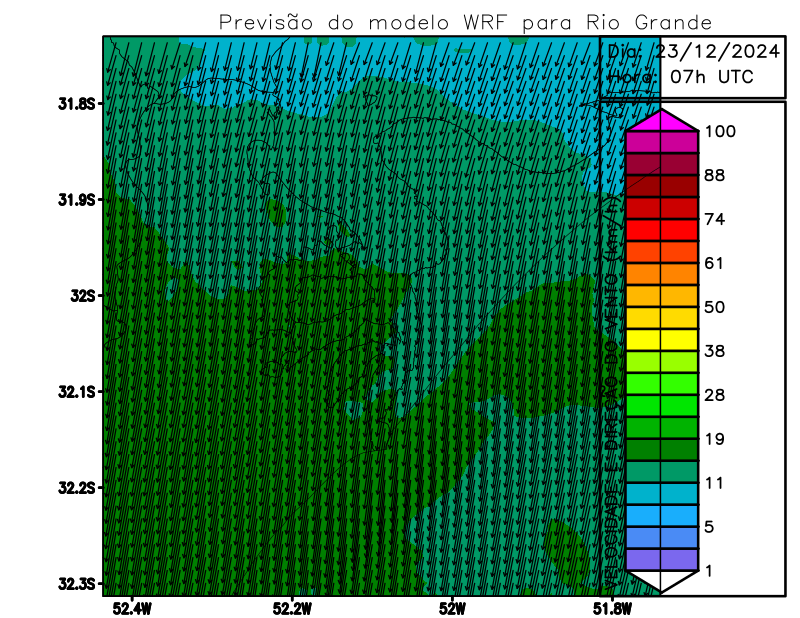 Previsão do modelo WRF para Rio Grande
Dia: 23/12/2024
Hora: 07h UTC
31.8S
31.9S
32S
32.1S
32.2S
32.3S
52.4W
52.2W
52W
51.8W
VELOCIDADE E DIREÇÃO DO VENTO (km/h)
100
88
74
61
50
38
28
19
11
5
1